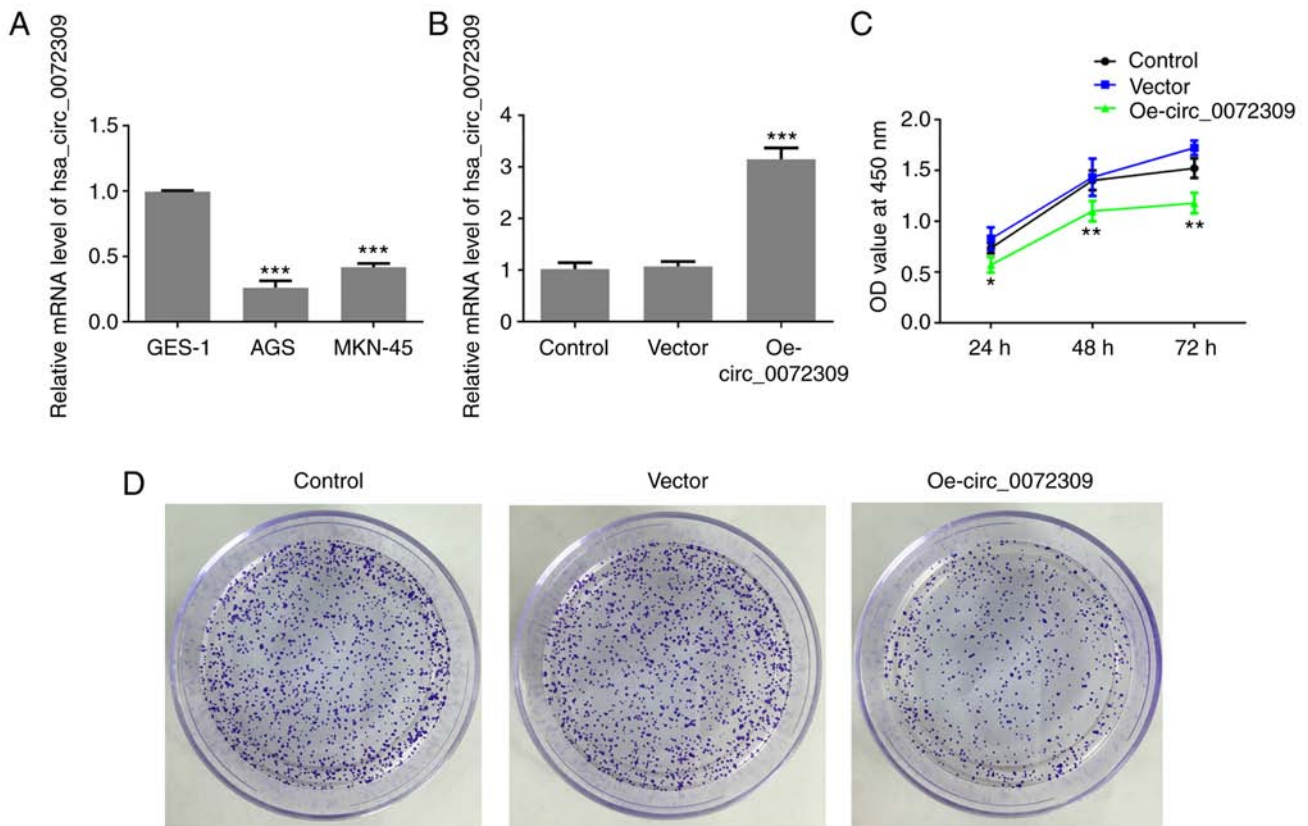 A
Relative mRNA level of hsa_circ_0072309
1.5
1.0
0.5
0.0
***
***
GES-1
AGS
MKN-45
B
Relative mRNA level of hsa_circ_0072309
4
3
2
1
0
***
Control
Vector
Oe-
circ_0072309
C
Control
Vector
Oe-circ_0072309
OD value at 450 nm
2.0
1.5
1.0
0.5
0.0
*
**
**
24 h
48 h
72 h
D
Control
Vector
Oe-circ_0072309